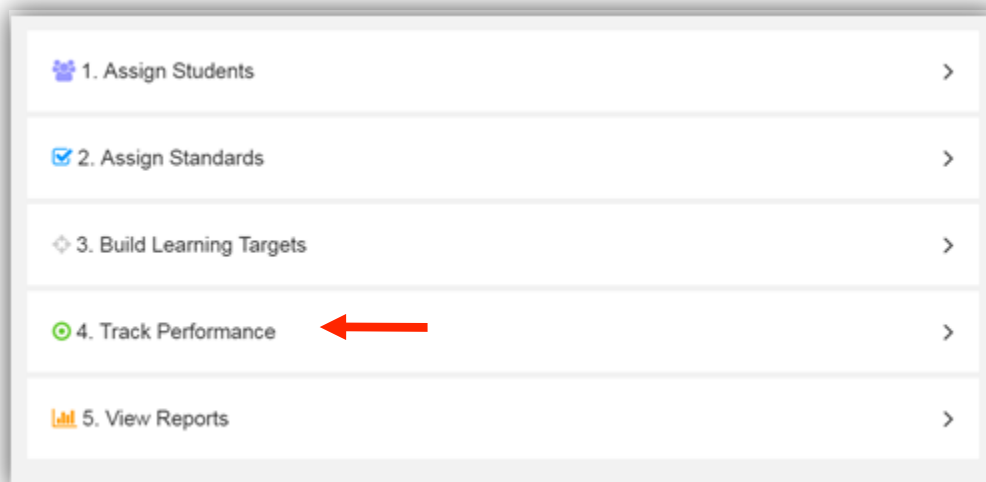 1. Assign Students
2. Assign Standards
3. Build Learning Targets
4. Track Performance
5. View Reports